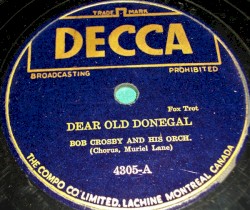 TRADE MARK
DECCA
BROADCASTING PROHIBITED
Fox Trot
DEAR OLD DONEGAL
BOB CROSBY AND HIS ORCH.
(Chorus, Muriel Lane)
4305-A
THE COMPO CO. LIMITED. LACHINE MONTREAL CANADA